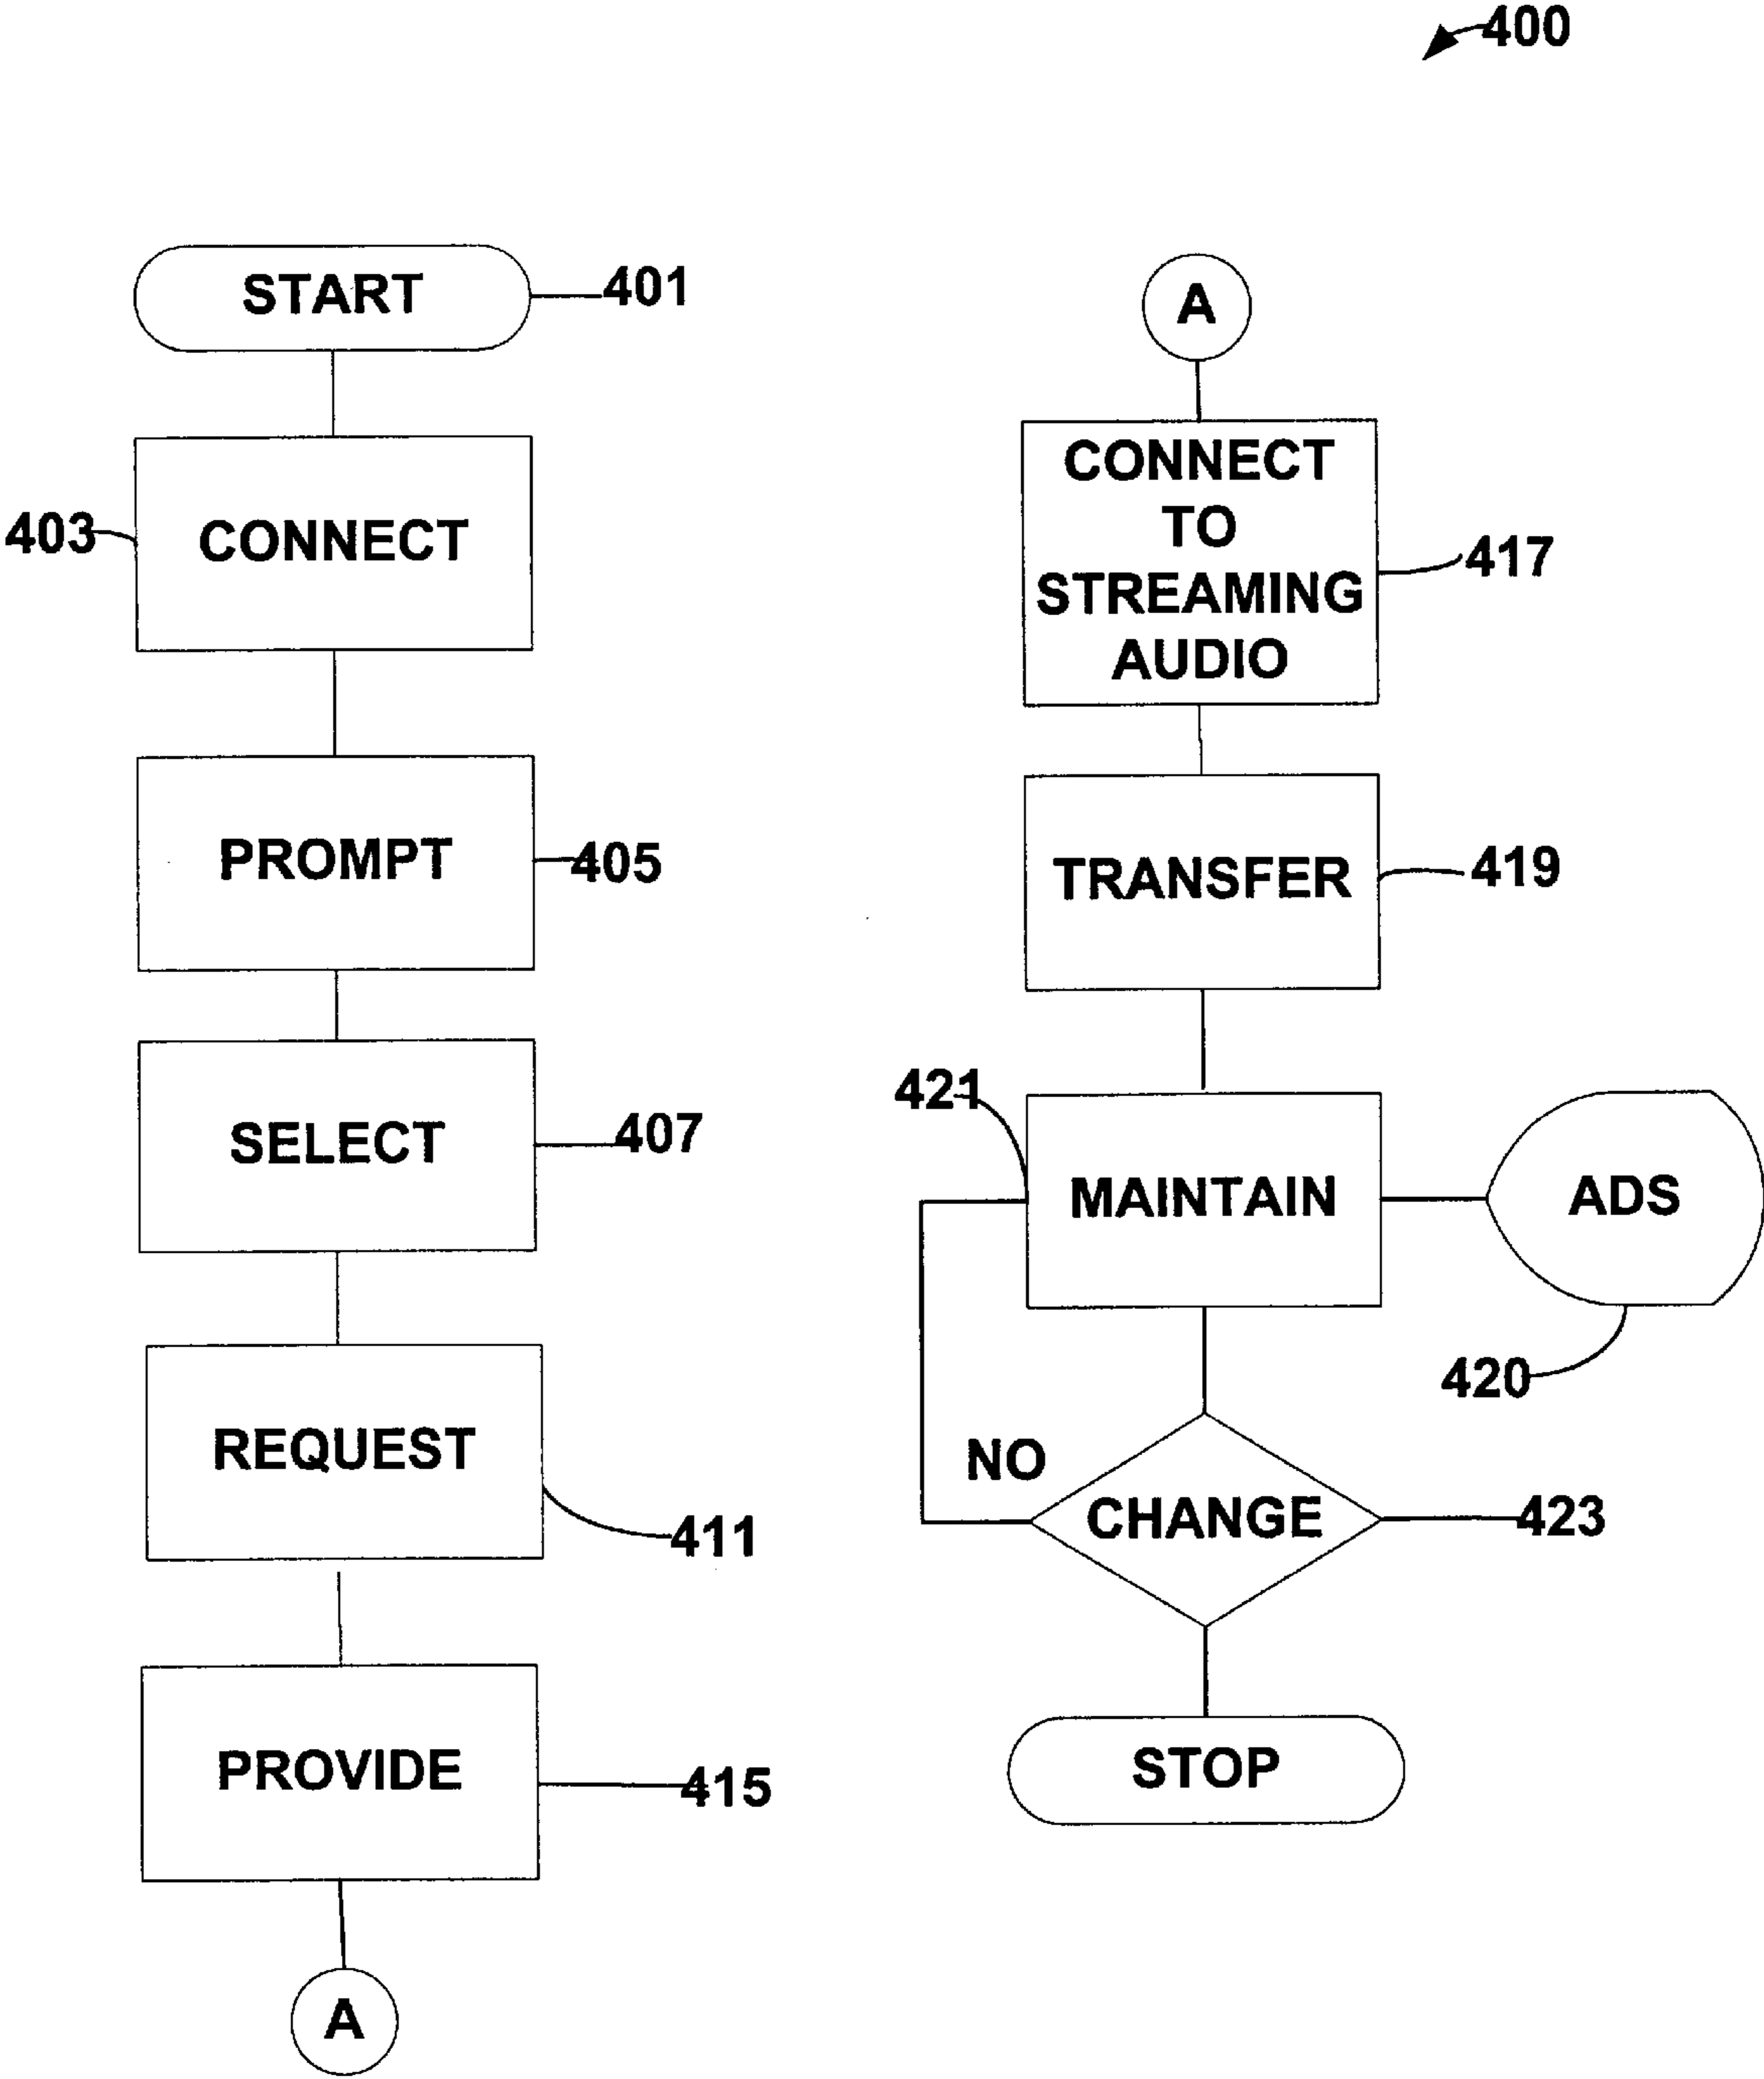 400
START
401
403
CONNECT
PROMPT
405
SELECT
407
REQUEST
411
PROVIDE
415
A
A
CONNECT
TO
STREAMING
AUDIO
417
TRANSFER
419
421
MAINTAIN
ADS
420
NO
CHANGE
423
STOP